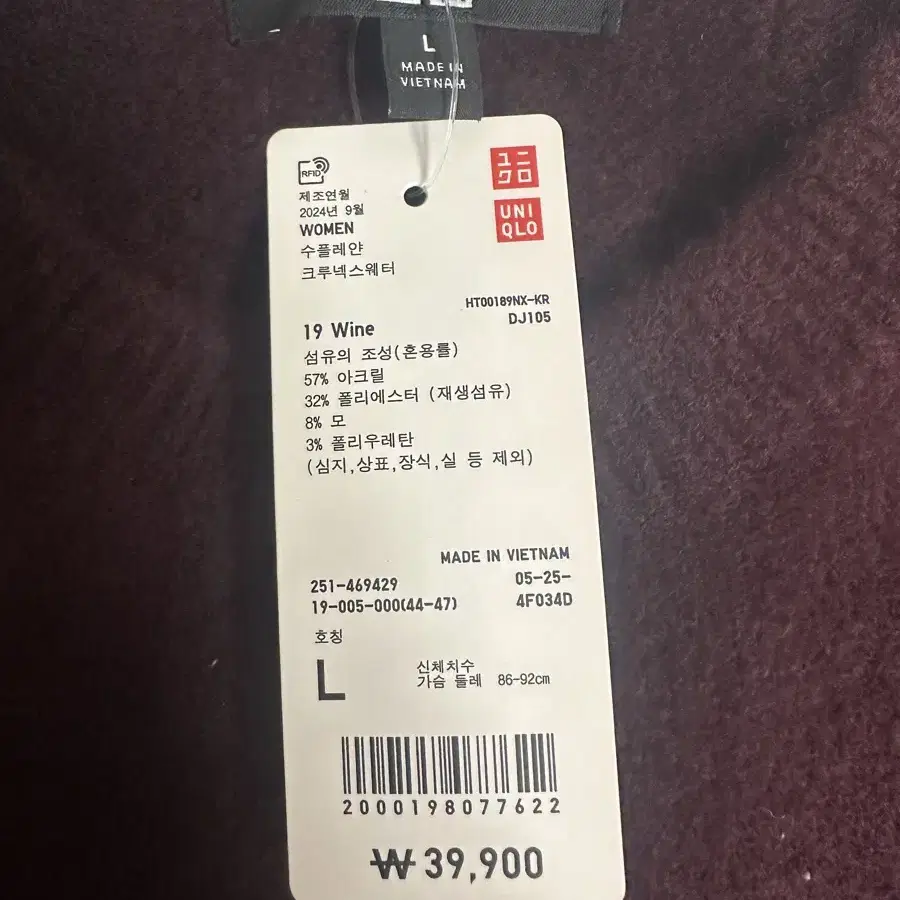 L
MADE IN
VIETNAM
RFID
ユニ
クロ
UNI
QLO
제조연월
2024년 9월
WOMEN
수플레얀
크루넥스웨터
HT00189NX-KR
DJ105
19 Wine
섬유의 조성(혼용률)
57% 아크릴
32% 폴리에스터 (재생섬유)
8% 모
3% 폴리우레탄
(심지,상표,장식,실 등 제외)
MADE IN VIETNAM
251-469429 05-25-
19-005-000(44-47) 4F034D
호칭
L
신체치수
가슴 둘레 86-92cm
2000198077622
₩ 39,900